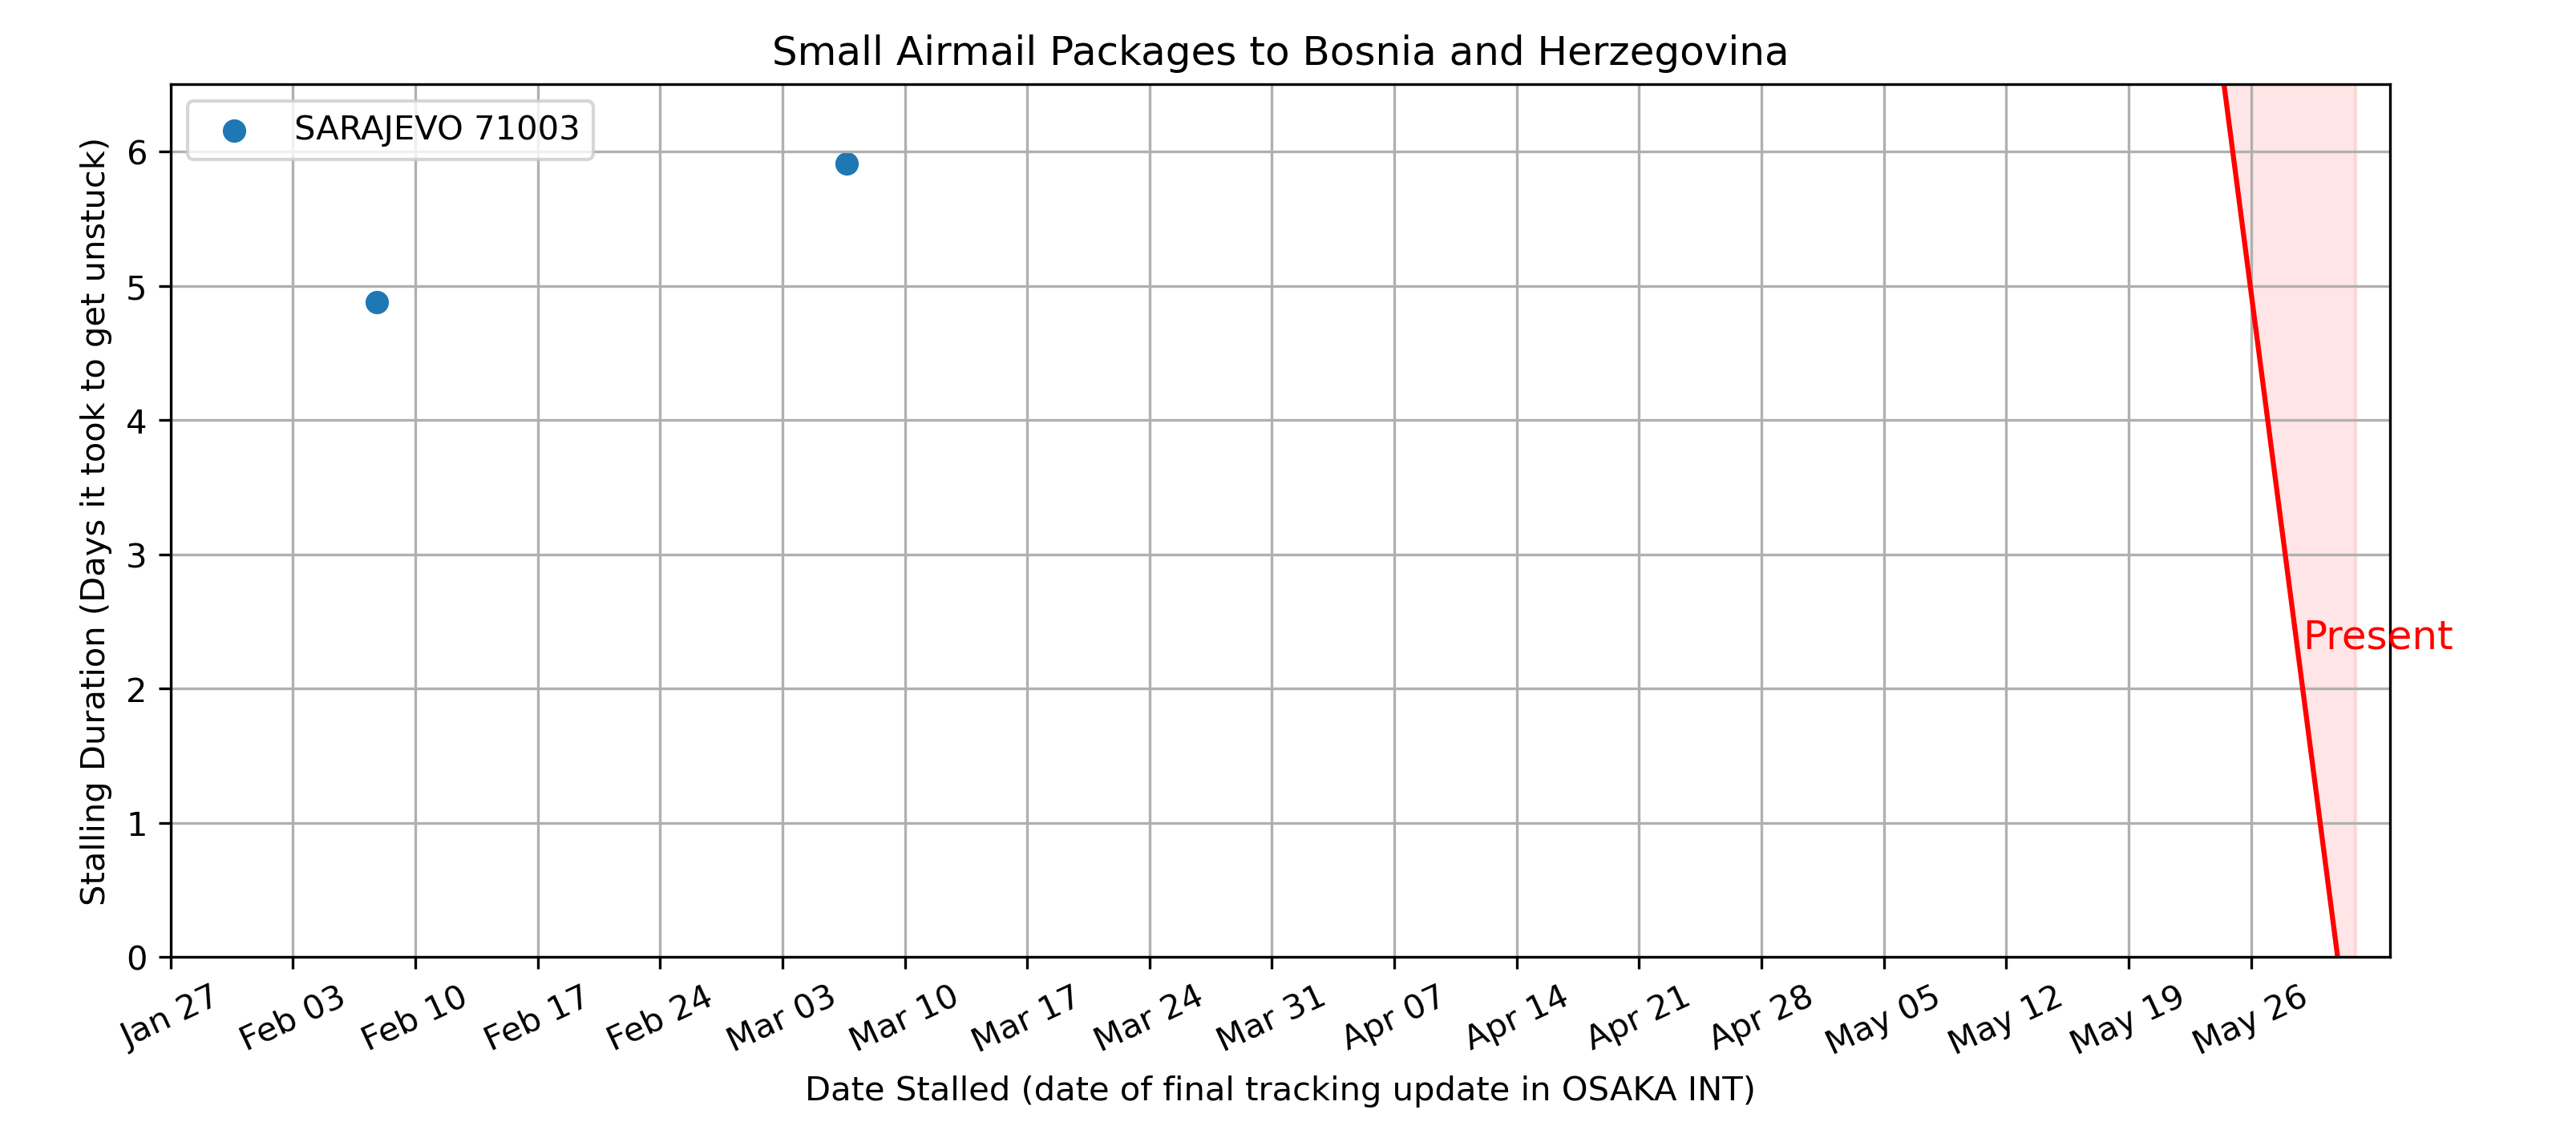 Small Airmail Packages to Bosnia and Herzegovina
SARAJEVO 71003
Stalling Duration (Days it took to get unstuck)
6
5
4
3
2
1
0
Present
Jan 27 Feb 03 Feb 10 Feb 17 Feb 24 Mar 03 Mar 10 Mar 17 Mar 24 Mar 31 Apr 07 Apr 14 Apr 21 Apr 28 May 05 May 12 May 19 May 26
Date Stalled (date of final tracking update in OSAKA INT)